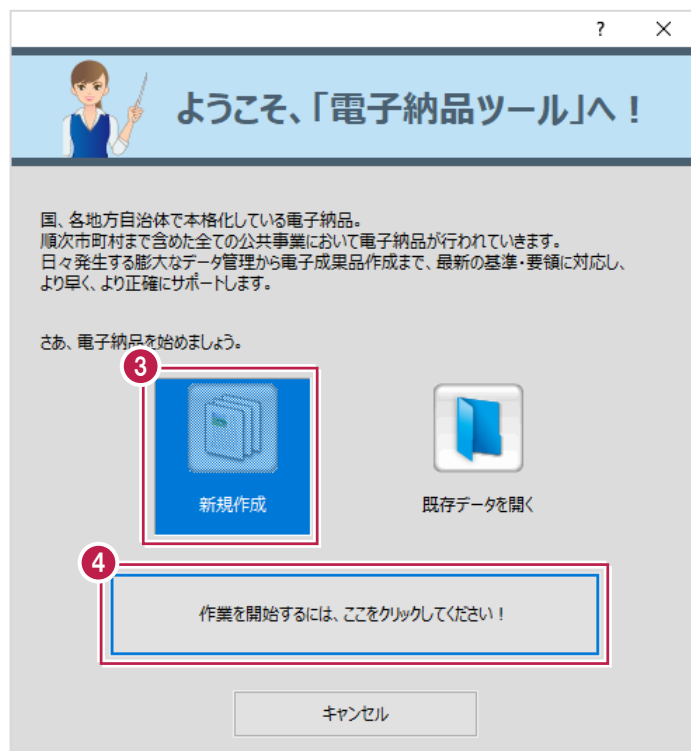 ?
ようこそ、「電子納品ツール」へ！
国、各地方自治体で本格化している電子納品。
順次市町村まで含めた全ての公共事業において電子納品が行われていきます。
日々発生する膨大なデータ管理から電子成果品作成まで、最新の基準・要領に対応し、
より早く、より正確にサポートします。
さあ、電子納品を始めましょう。
3
新規作成
既存データを開く
4
作業を開始するには、ここをクリックしてください！
キャンセル